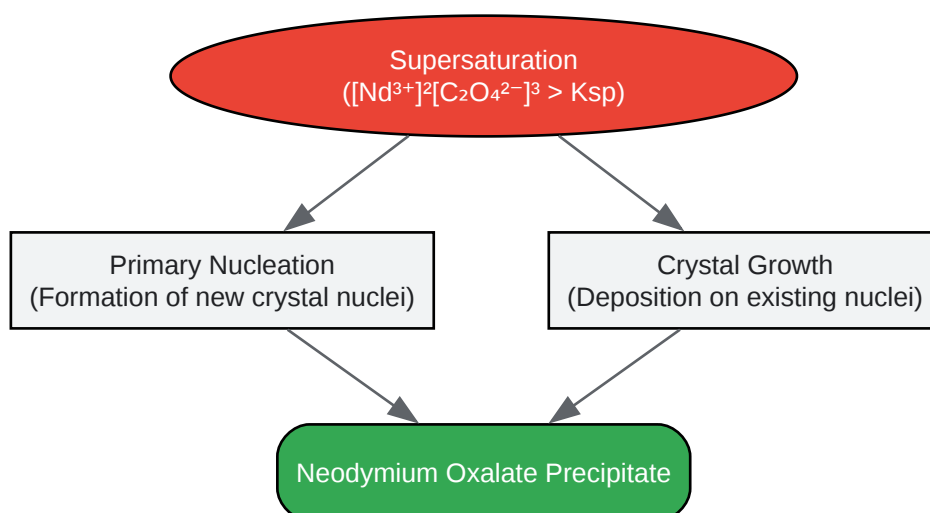 Supersaturation
([Nd³⁺]²[C₂O₄²⁻]³ > Ksp)
Primary Nucleation
(Formation of new crystal nuclei)
Crystal Growth
(Deposition on existing nuclei)
Neodymium Oxalate Precipitate